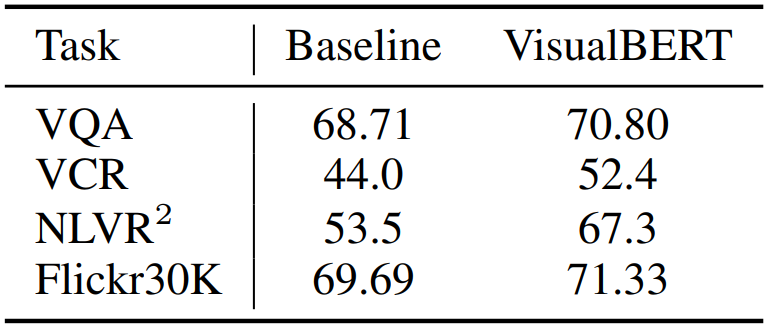 Task Baseline VisualBERT
VQA 68.71 70.80
VCR 44.0 52.4
NLVR² 53.5 67.3
Flickr30K 69.69 71.33